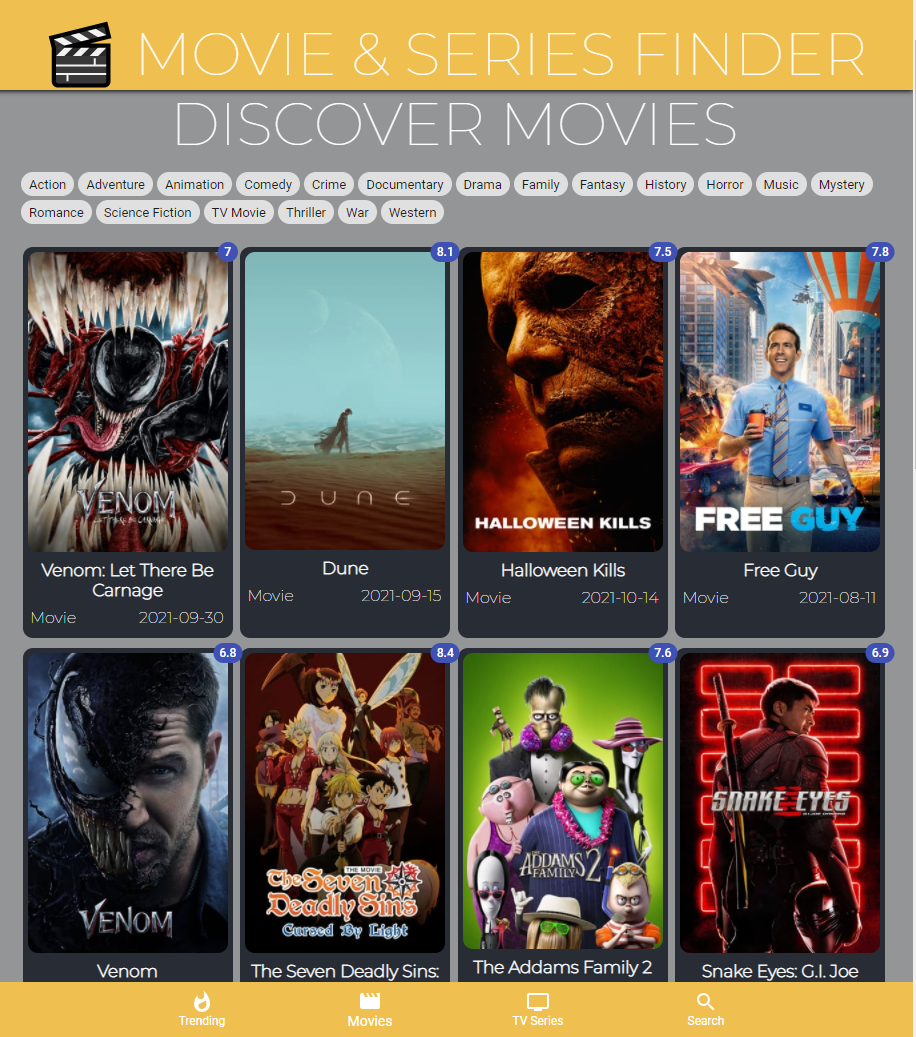 MOVIE & SERIES FINDER
DISCOVER MOVIES
Action Adventure Animation Comedy Crime Documentary Drama Family Fantasy History Horror Music Mystery
Romance Science Fiction TV Movie Thriller War Western
7 8.1 7.5 7.8
VENOM
LET THERE BE CARNAGE
DUNE
HALLOWEEN KILLS
FREE GUY
Venom: Let There Be
Carnage
Movie 2021-09-30
Dune
Movie 2021-09-15
Halloween Kills
Movie 2021-10-14
Free Guy
Movie 2021-08-11
6.8 8.4 7.6 6.9
VENOM
THE MOVIE
The Seven
Deadly Sins
Cursed By Light
THE
ADDAMS
FAMILY 2
SNAKE EYES
G.I. JOE ORIGINS
Venom
The Seven Deadly Sins:
The Addams Family 2
Snake Eyes: G.I. Joe
Trending Movies TV Series Search